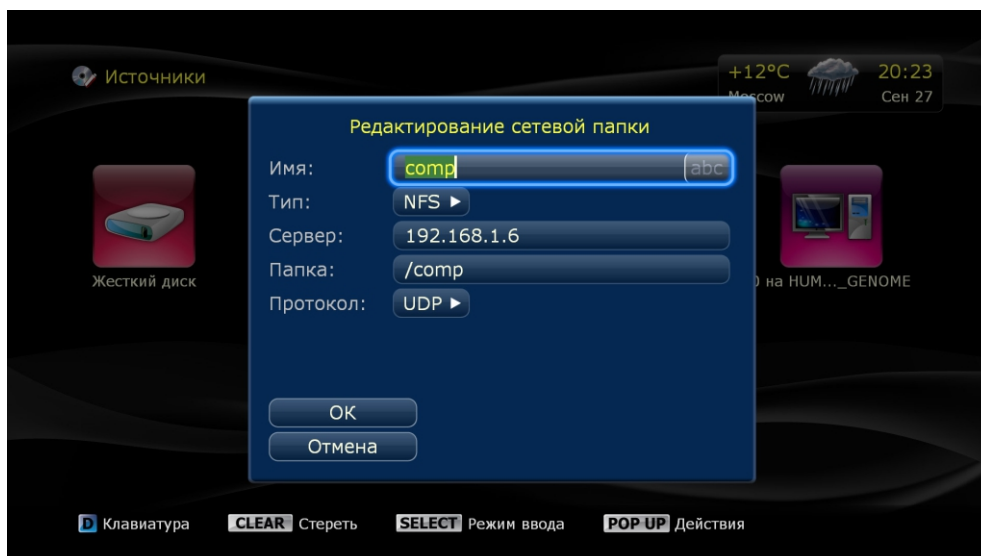 Источники
+12°C
20:23
Moscow
Сен 27
Редактирование сетевой папки
Имя: comp abc
Тип: NFS
Сервер: 192.168.1.6
Папка: /comp
Протокол: UDP
Жесткий диск
на HUM..._GENOME
ОК
Отмена
D Клавиатура CLEAR Стереть SELECT Режим ввода POP UP Действия